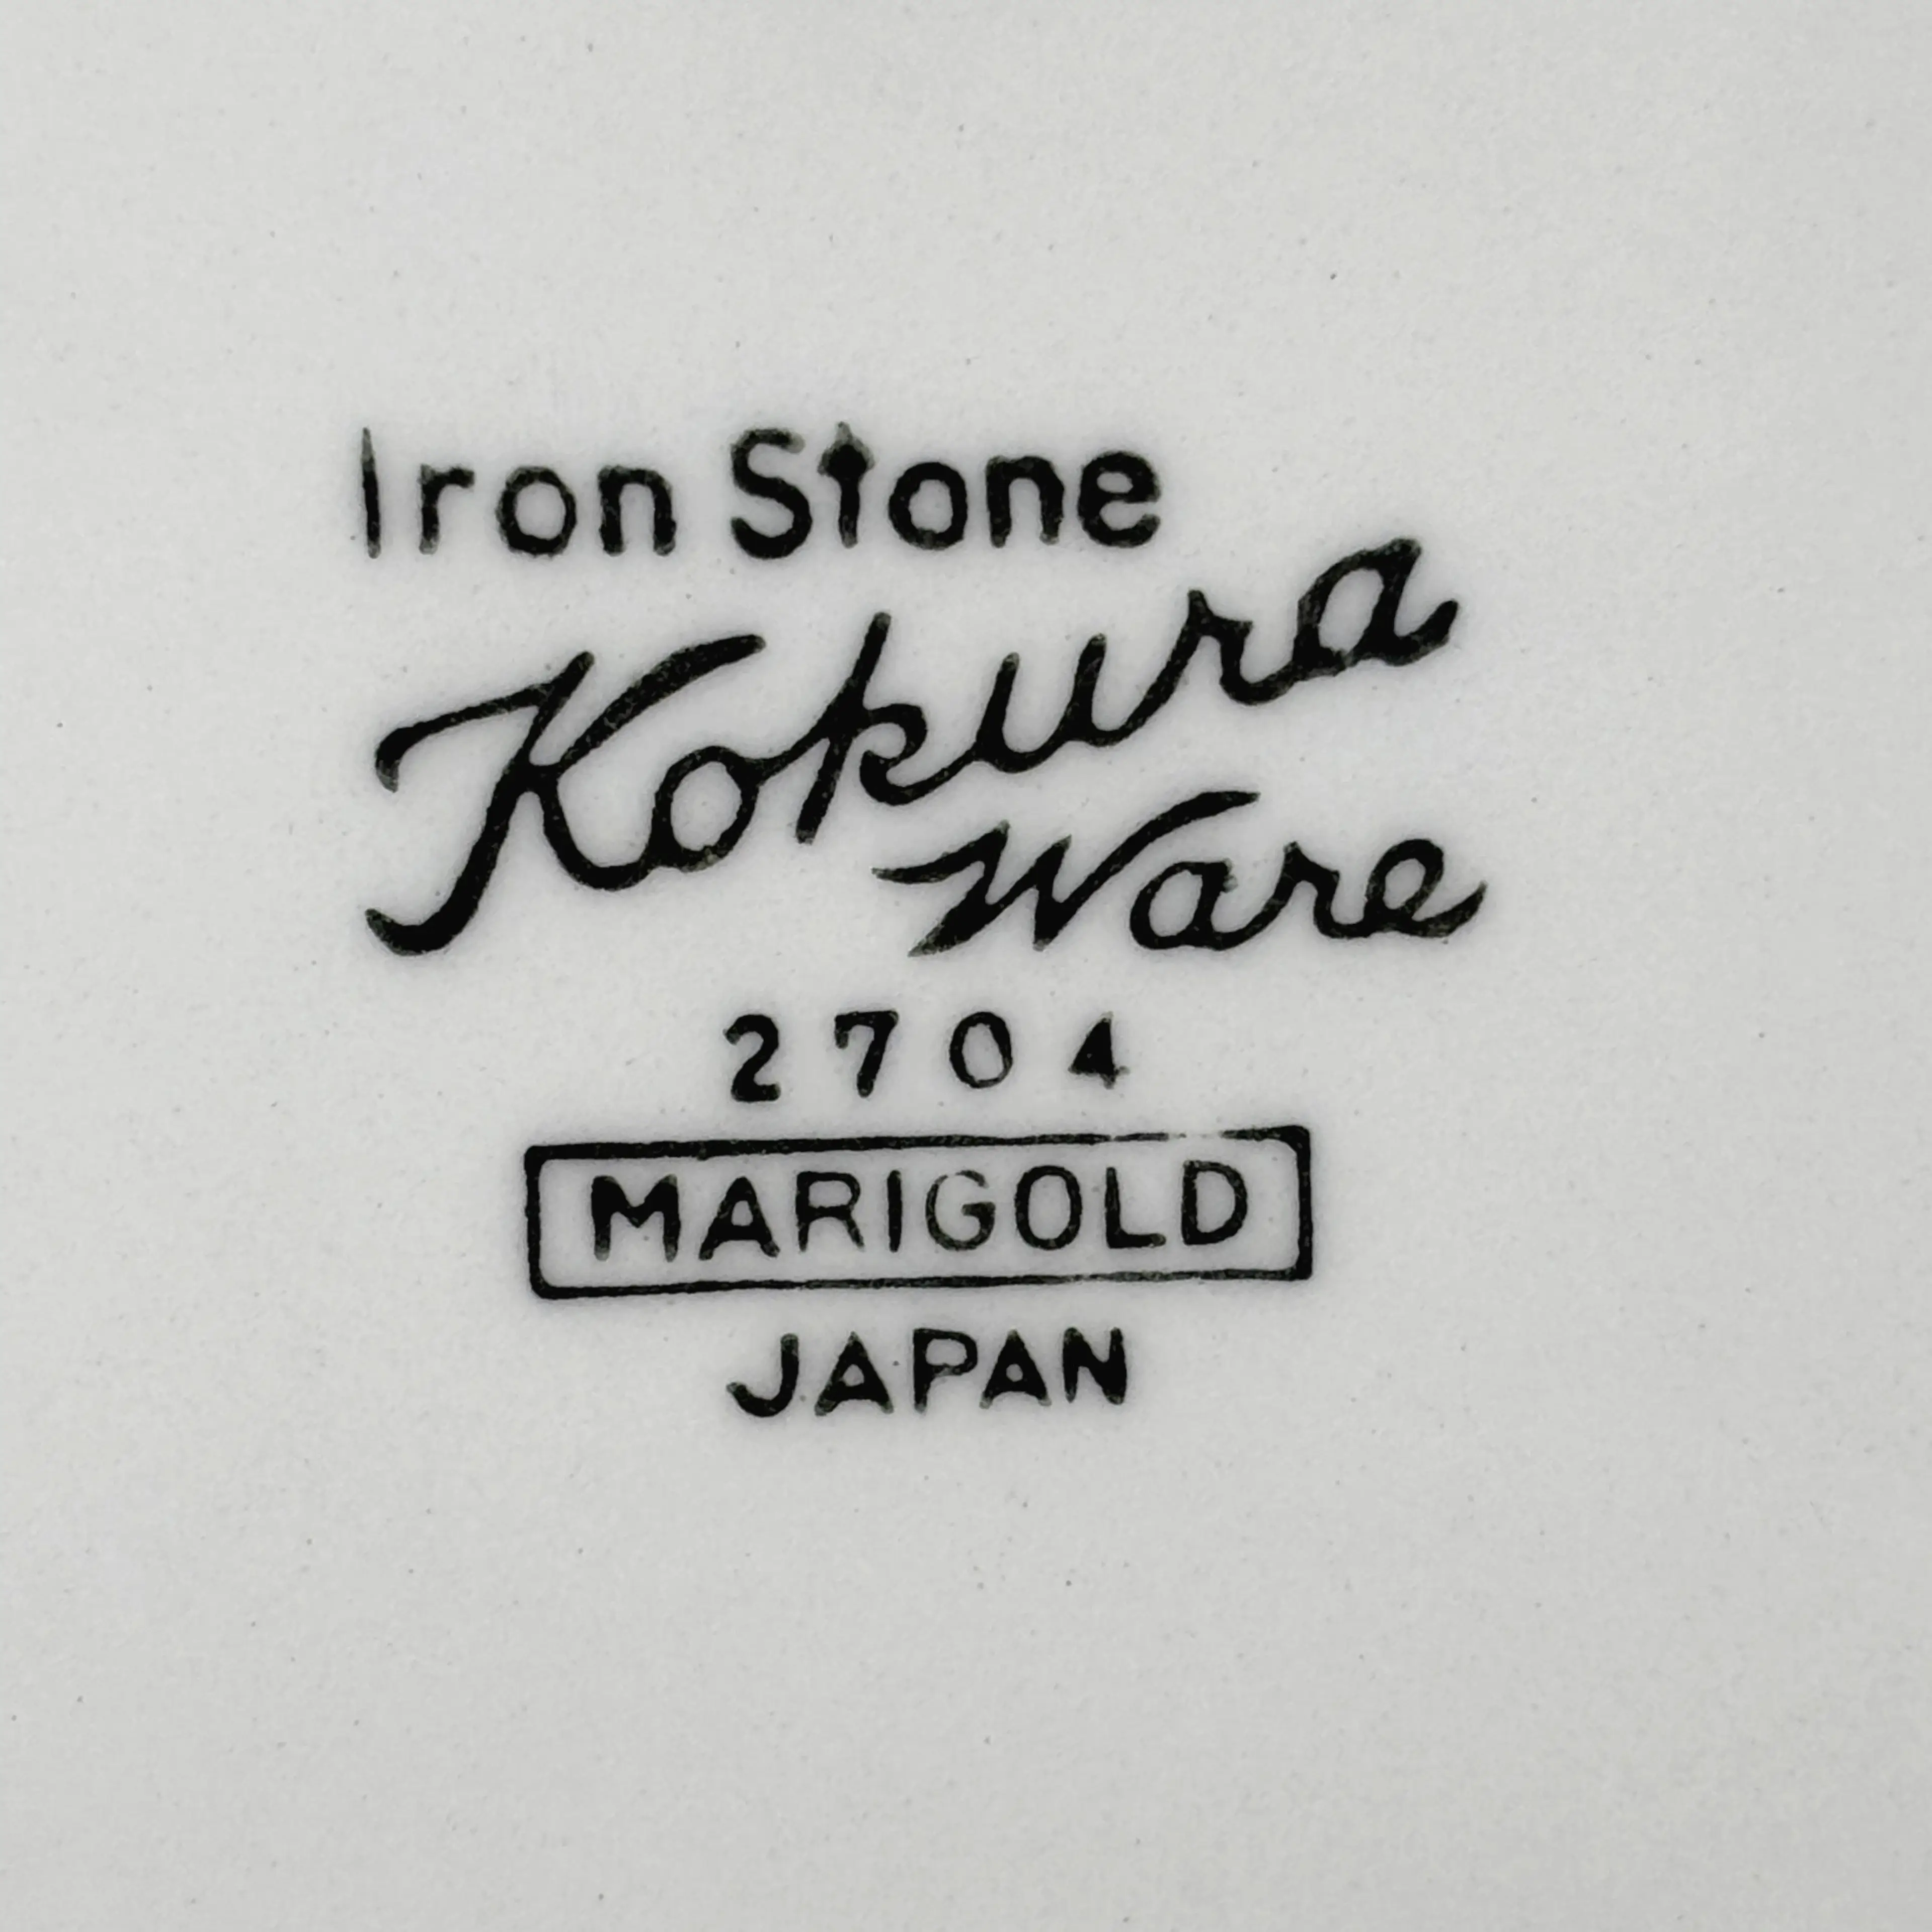 Iron Stone
Kokura
Ware
2704
MARIGOLD
JAPAN